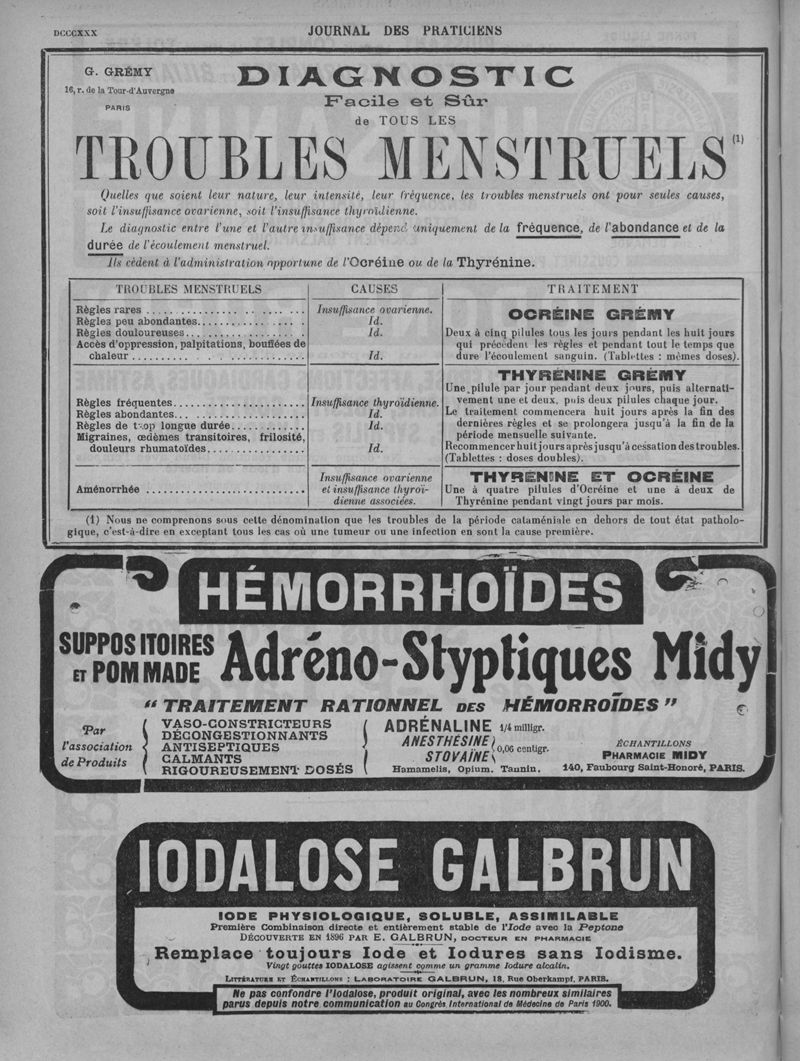 DCCCXXX
JOURNAL DES PRATICIENS
G. GRÉMY
16, r. de la Tour-d'Auvergne
PARIS
DIAGNOSTIC
Facile et Sûr
de TOUS LES
TROUBLES MENSTRUELS (1)
Quelles que soient leur nature, leur intensité, leur fréquence, les troubles menstruels ont pour seules causes,
soit l'insuffisance ovarienne, soit l'insuffisance thyroïdienne.
Le diagnostic entre l'une et l'autre insuffisance dépend uniquement de la fréquence, de l'abondance et de la
durée de l'écoulement menstruel.
Ils cèdent à l'administration opportune de l'Ocréine ou de la Thyrénine.
TROUBLES MENSTRUELS
Règles rares
Règles peu abondantes
Règles douloureuses
Accès d'oppression, palpitations, bouffées de
chaleur
CAUSES
Insuffisance ovarienne.
Id.
Id.
Id.
TRAITEMENT
OCRÉINE GRÉMY
Deux à cinq pilules tous les jours pendant les huit jours
qui précèdent les règles et pendant tout le temps que
dure l'écoulement sanguin. (Tablettes : mêmes doses).
Règles fréquentes
Règles abondantes
Règles de trop longue durée
Migraines, œdèmes transitoires, frilosité,
douleurs rhumatoïdes
Insuffisance thyroïdienne.
Id.
Id.
Id.
THYRÉNINE GRÉMY
Une pilule par jour pendant deux jours, puis alternati-
vement une et deux, puis deux pilules chaque jour.
Le traitement commencera huit jours après la fin des
dernières règles et se prolongera jusqu'à la fin de la
période mensuelle suivante.
Recommencer huit jours après jusqu'à cessation des troubles.
(Tablettes : doses doubles).
Aménorrhée
Insuffisance ovarienne
et insuffisance thyroï-
dienne associées.
THYRÉNINE ET OCRÉINE
Une à quatre pilules d'Ocréine et une à deux de
Thyrénine pendant vingt jours par mois.
(1) Nous ne comprenons sous cette dénomination que les troubles de la période cataméniale en dehors de tout état patholo-
gique, c'est-à-dire en exceptant tous les cas où une tumeur ou une infection en sont la cause première.
HÉMORRHOÏDES
SUPPOSITOIRES
ET POMMADE
Adréno-Styptiques Midy
"TRAITEMENT RATIONNEL DES HÉMORROÏDES"
Par
l'association
de Produits
VASO-CONSTRICTEURS
DÉCONGESTIONNANTS
ANTISEPTIQUES
CALMANTS
RIGOUREUSEMENT DOSÉS
ADRÉNALINE 1/4 milligr.
ANESTHÉSINE
STOVAÏNE
0,06 centigr.
Hamamelis, Opium, Tannin.
ÉCHANTILLONS
PHARMACIE MIDY
140, Faubourg Saint-Honoré, PARIS.
IODALOSE GALBRUN
IODE PHYSIOLOGIQUE, SOLUBLE, ASSIMILABLE
Première Combinaison directe et entièrement stable de l'Iode avec la Peptone
DÉCOUVERTE EN 1896 PAR E. GALBRUN, DOCTEUR EN PHARMACIE
Remplace toujours Iode et Iodures sans Iodisme.
Vingt gouttes IODALOSE agissent comme un gramme Iodure alcalin.
LITTÉRATURE ET ÉCHANTILLONS : LABORATOIRE GALBRUN, 18, Rue Oberkampf, PARIS.
Ne pas confondre l'Iodalose, produit original, avec les nombreux similaires
parus depuis notre communication au Congrès International de Médecine de Paris 1900.